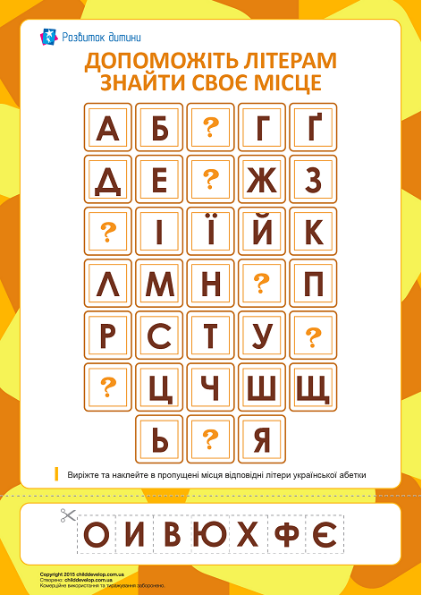 Розвиток дитини
ДОПОМОЖІТЬ ЛІТЕРАМ
ЗНАЙТИ СВОЄ МІСЦЕ
А Б ? Г Ґ
Д Е ? Ж З
? І Ї Й К
Л М Н ? П
Р С Т У ?
? Ц Ч Ш Щ
Ь ? Я
Виріжте та наклейте в пропущені місця відповідні літери української абетки
О И В Ю Х Ф Є
Copyright 2015 childdevelop.com.ua
Створено: childdevelop.com.ua
Комерційне використання та тиражування заборонено.